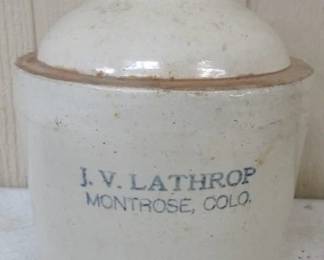 J. V. LATHROP
MONTROSE, COLO.